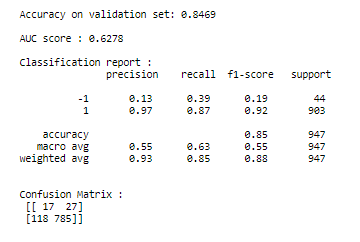 Accuracy on validation set: 0.8469
AUC score : 0.6278
Classification report :
precision recall f1-score support
-1 0.13 0.39 0.19 44
1 0.97 0.87 0.92 903
accuracy 0.85 947
macro avg 0.55 0.63 0.55 947
weighted avg 0.93 0.85 0.88 947
Confusion Matrix :
[[ 17 27]
[118 785]]